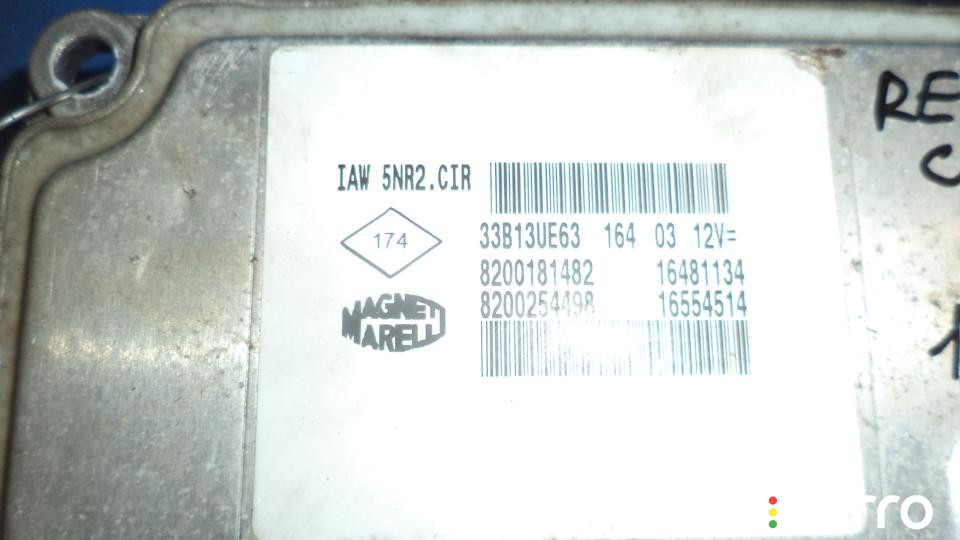 IAW 5NR2.CIR
174
33B13UE63 164 03 12V=
8200181482 16481134
8200254498 16554514
MAGNETI
MARELLI
RE